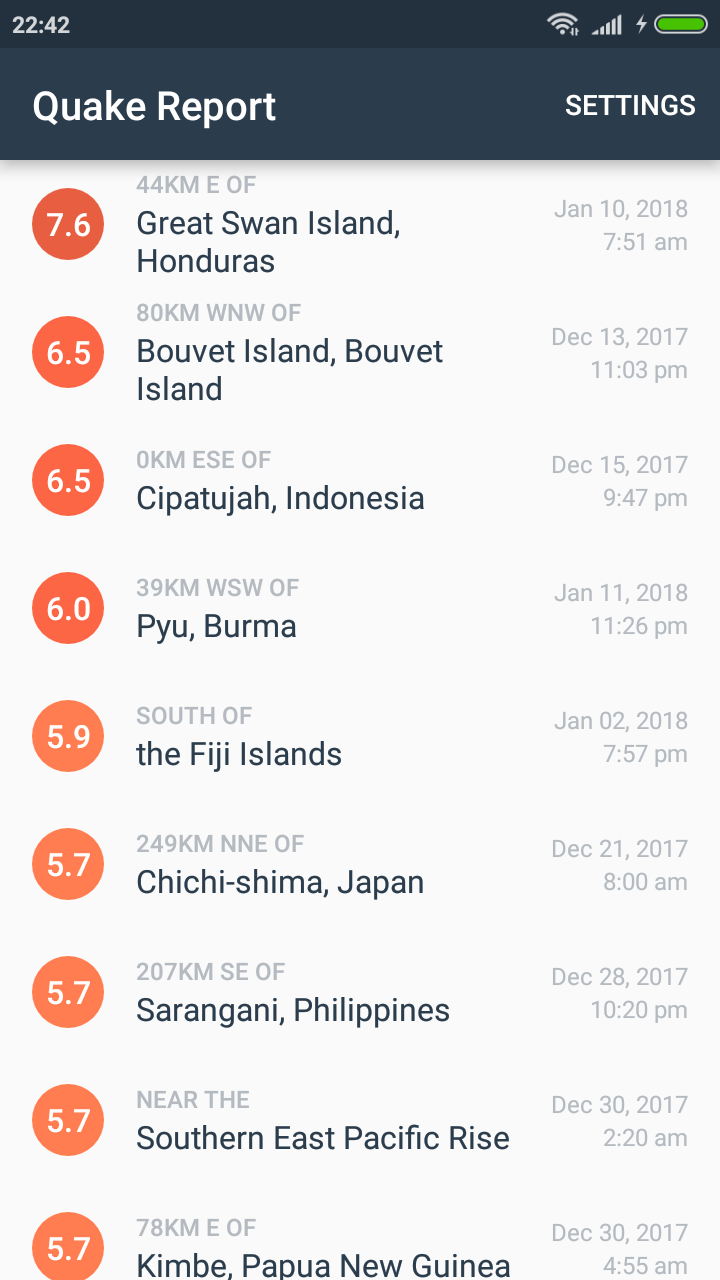 22:42
Quake Report
SETTINGS
7.6
44KM E OF
Great Swan Island,
Honduras
Jan 10, 2018
7:51 am
6.5
80KM WNW OF
Bouvet Island, Bouvet
Island
Dec 13, 2017
11:03 pm
6.5
0KM ESE OF
Cipatujah, Indonesia
Dec 15, 2017
9:47 pm
6.0
39KM WSW OF
Pyu, Burma
Jan 11, 2018
11:26 pm
5.9
SOUTH OF
the Fiji Islands
Jan 02, 2018
7:57 pm
5.7
249KM NNE OF
Chichi-shima, Japan
Dec 21, 2017
8:00 am
5.7
207KM SE OF
Sarangani, Philippines
Dec 28, 2017
10:20 pm
5.7
NEAR THE
Southern East Pacific Rise
Dec 30, 2017
2:20 am
5.7
78KM E OF
Kimbe, Papua New Guinea
Dec 30, 2017
4:55 am